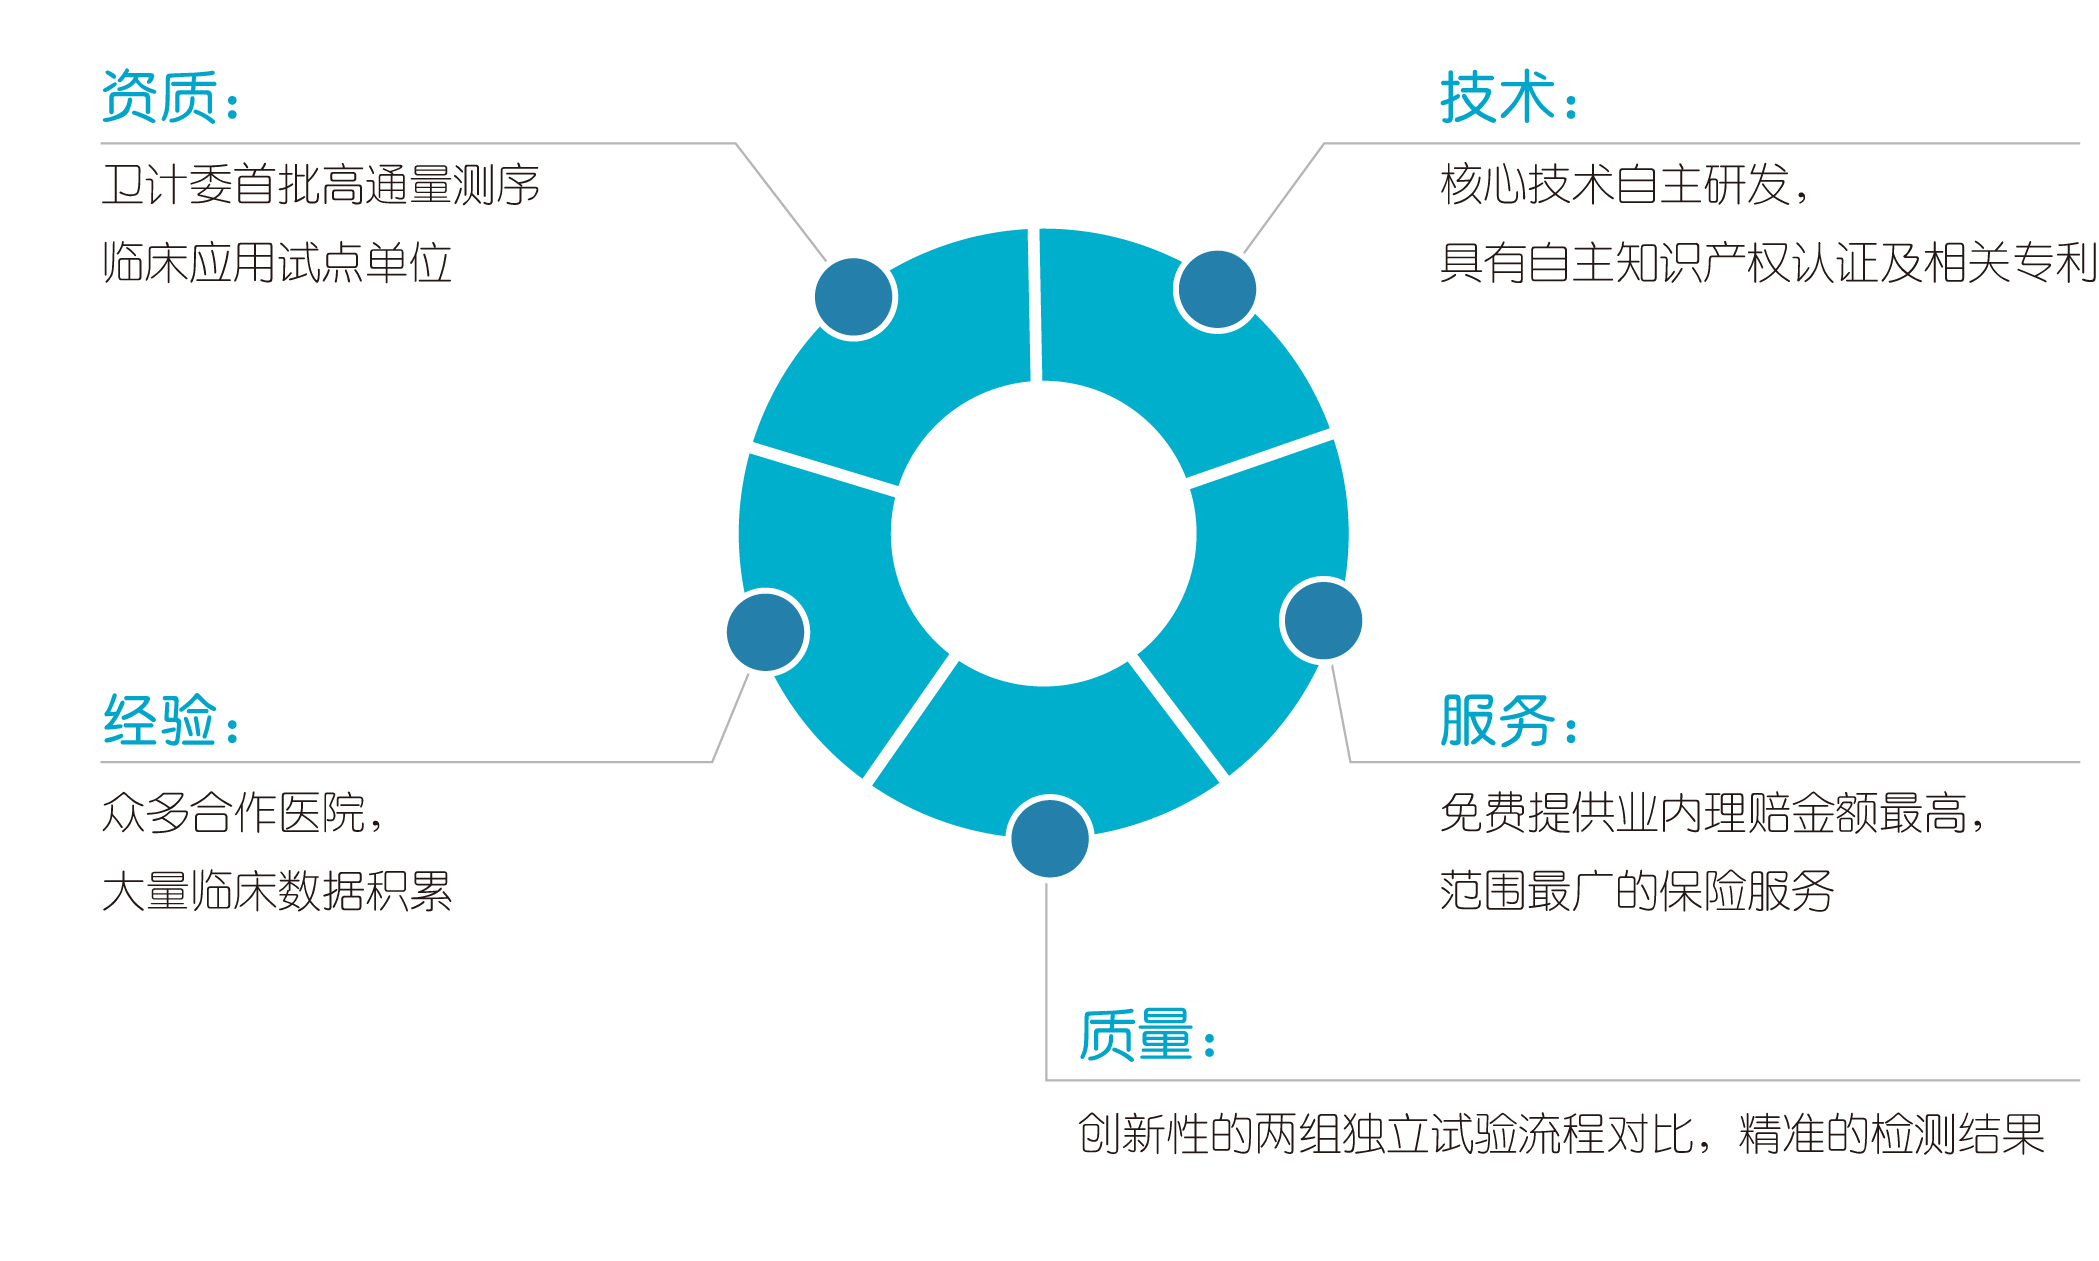 资质：
卫计委首批高通量测序
临床应用试点单位
技术：
核心技术自主研发，
具有自主知识产权认证及相关专利
经验：
众多合作医院，
大量临床数据积累
服务：
免费提供业内理赔金额最高，
范围最广的保险服务
质量：
创新性的两组独立试验流程对比，精准的检测结果